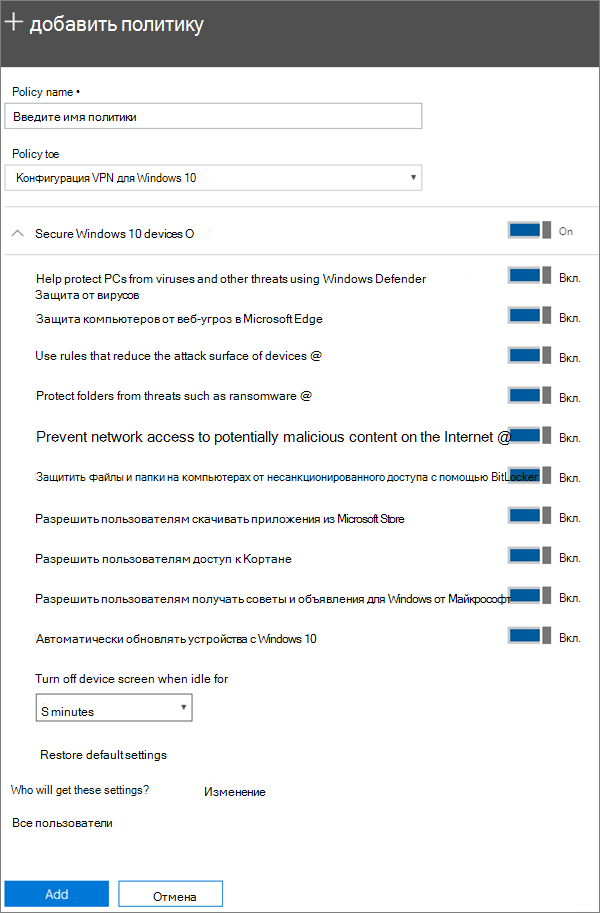 + добавить политику
Policy name •
Введите имя политики
Policy toe
Конфигурация VPN для Windows 10
Secure Windows 10 devices O
On
Help protect PCs from viruses and other threats using Windows Defender
Защита от вирусов
Вкл.
Защита компьютеров от веб-угроз в Microsoft Edge
Вкл.
Use rules that reduce the attack surface of devices @
Вкл.
Protect folders from threats such as ransomware @
Вкл.
Prevent network access to potentially malicious content on the Internet @
Вкл.
Защитить файлы и папки на компьютерах от несанкционированного доступа с помощью BitLocker
Вкл.
Разрешить пользователям скачивать приложения из Microsoft Store
Вкл.
Разрешить пользователям доступ к Кортане
Вкл.
Разрешить пользователям получать советы и объявления для Windows от Майкрософт
Вкл.
Автоматически обновлять устройства с Windows 10
Вкл.
Turn off device screen when idle for
S minutes
Restore default settings
Who will get these settings?
Изменение
Все пользователи
Add
Отмена